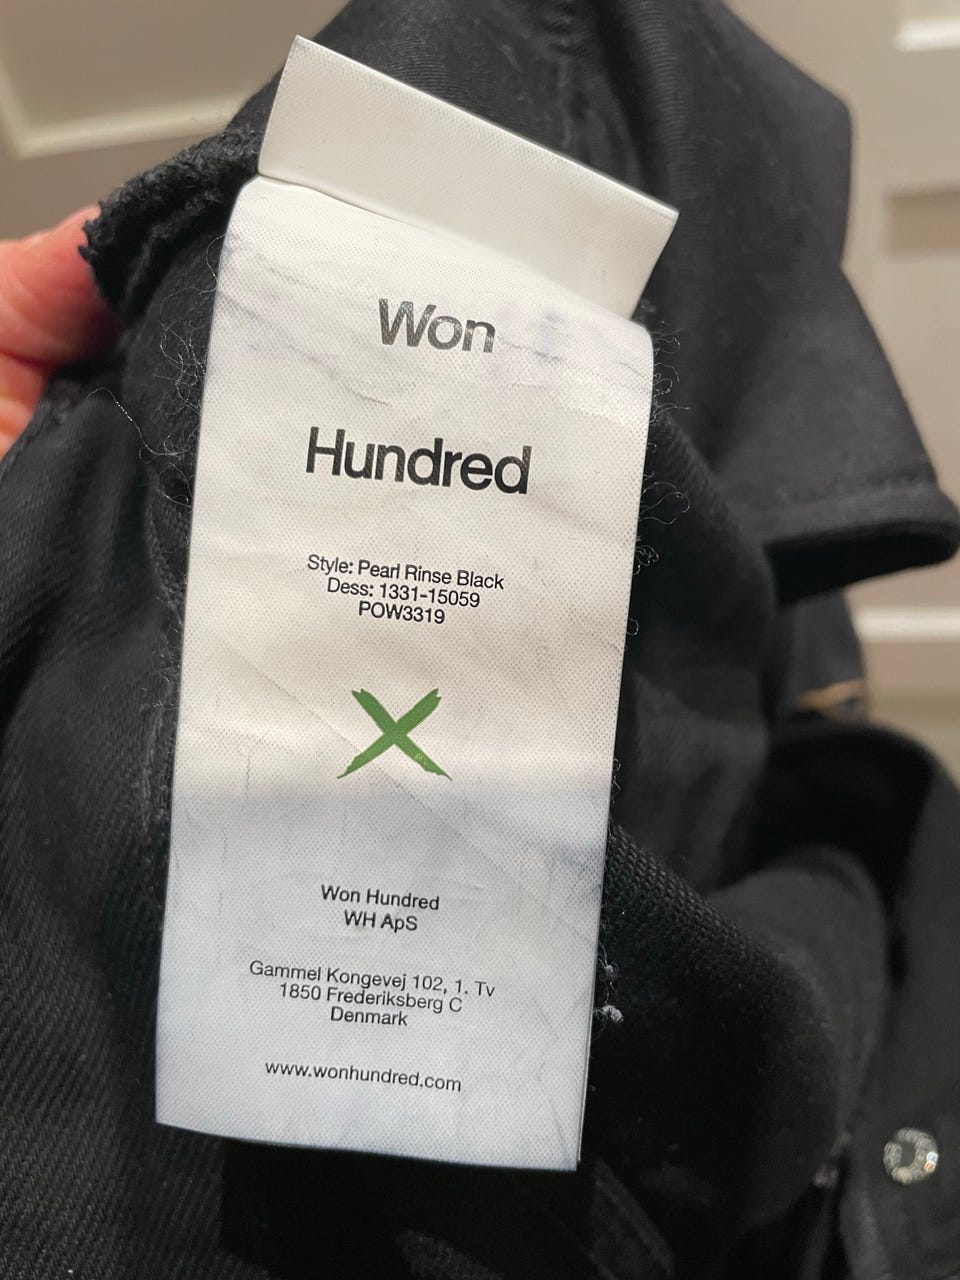 Won
Hundred
Style: Pearl Rinse Black
Dess: 1331-15059
POW3319
Won Hundred
WH ApS
Gammel Kongevej 102, 1. Tv
1850 Frederiksberg C
Denmark
www.wonhundred.com